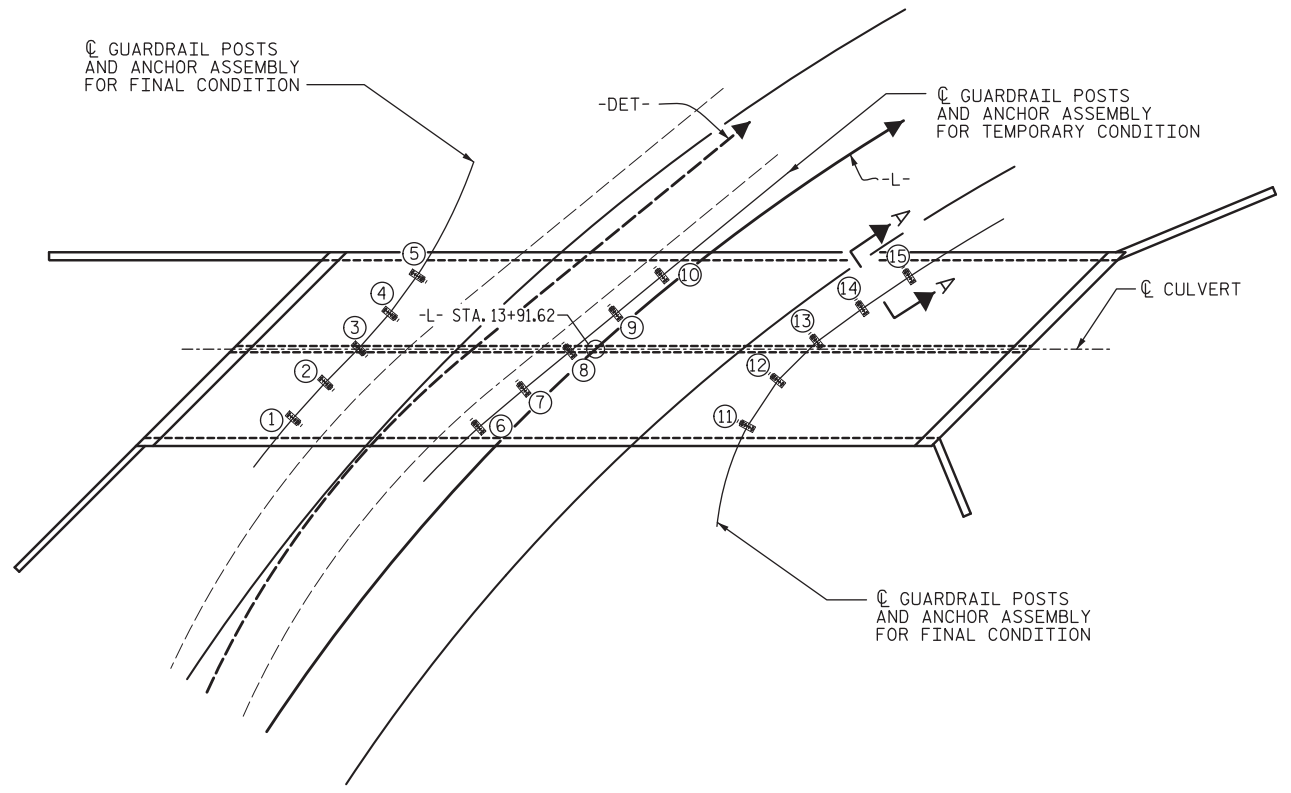 ℄ GUARDRAIL POSTS
AND ANCHOR ASSEMBLY
FOR FINAL CONDITION
-DET-
℄ GUARDRAIL POSTS
AND ANCHOR ASSEMBLY
FOR TEMPORARY CONDITION
-L-
A
A
℄ CULVERT
-L- STA. 13+91.62
5
4
3
2
1
10
9
8
7
6
15
14
13
12
11
℄ GUARDRAIL POSTS
AND ANCHOR ASSEMBLY
FOR FINAL CONDITION